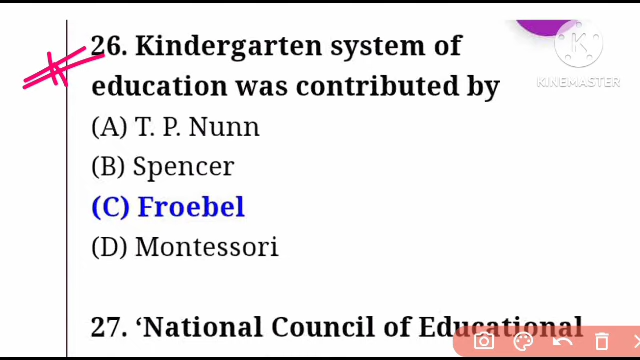 26. Kindergarten system of
KINEMASTER
education was contributed by
(A) T. P. Nunn
(B) Spencer
(C) Froebel
(D) Montessori
27. ‘National Council of Educational